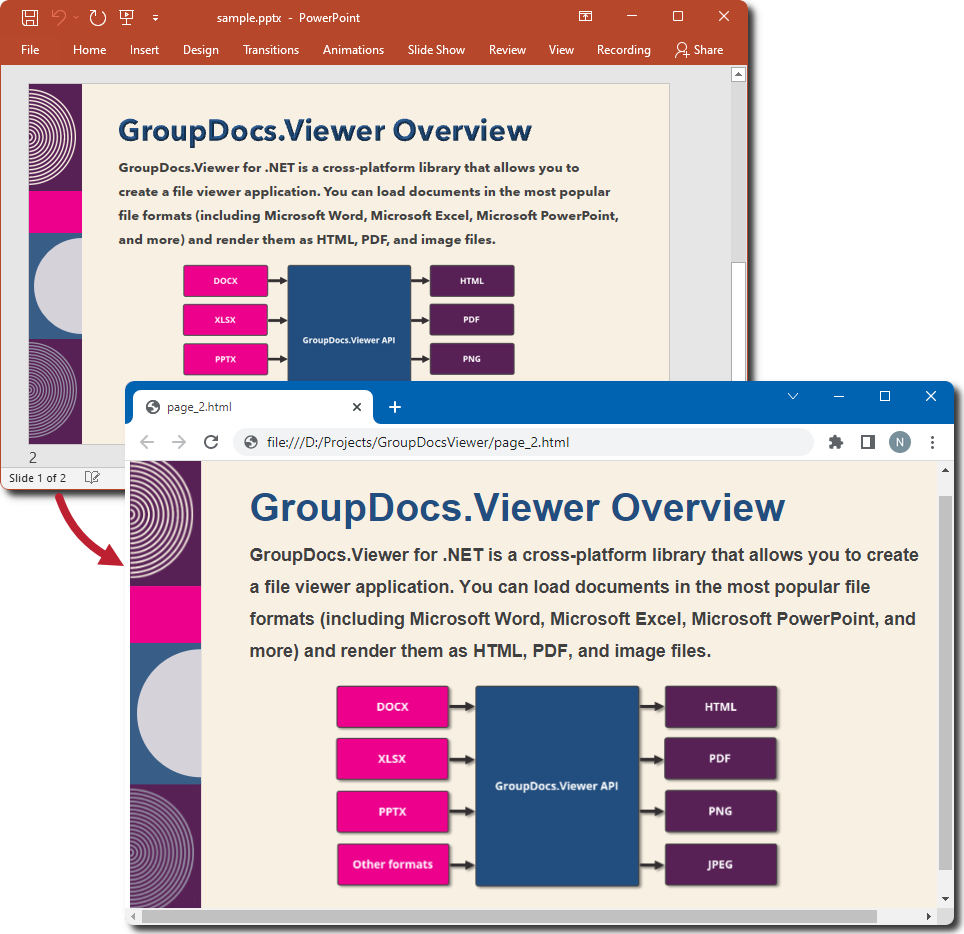 sample.pptx - PowerPoint
File Home Insert Design Transitions Animations Slide Show Review View Recording Share
GroupDocs.Viewer Overview
GroupDocs.Viewer for .NET is a cross-platform library that allows you to
create a file viewer application. You can load documents in the most popular
file formats (including Microsoft Word, Microsoft Excel, Microsoft PowerPoint,
and more) and render them as HTML, PDF, and image files.
DOCX HTML
XLSX PDF
GroupDocs.Viewer API
PPTX PNG
2
Slide 1 of 2
page_2.html
file:///D:/Projects/GroupDocsViewer/page_2.html N
GroupDocs.Viewer Overview
GroupDocs.Viewer for .NET is a cross-platform library that allows you to create
a file viewer application. You can load documents in the most popular file
formats (including Microsoft Word, Microsoft Excel, Microsoft PowerPoint, and
more) and render them as HTML, PDF, and image files.
DOCX HTML
XLSX PDF
GroupDocs.Viewer API
PPTX PNG
Other formats JPEG